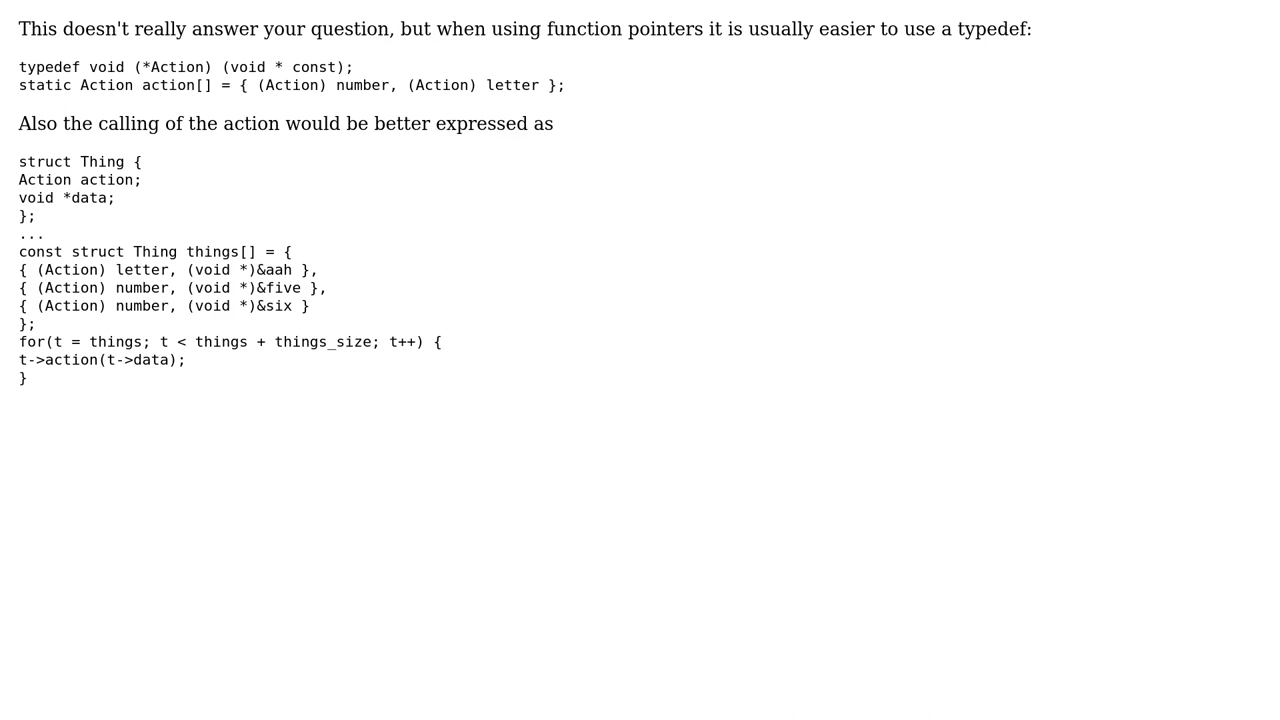 This doesn't really answer your question, but when using function pointers it is usually easier to use a typedef:
typedef void (*Action) (void * const);
static Action action[] = { (Action) number, (Action) letter };
Also the calling of the action would be better expressed as
struct Thing {
Action action;
void *data;
};
...
const struct Thing things[] = {
{ (Action) letter, (void *)&aah },
{ (Action) number, (void *)&five },
{ (Action) number, (void *)&six }
};
for(t = things; t < things + things_size; t++) {
t->action(t->data);
}